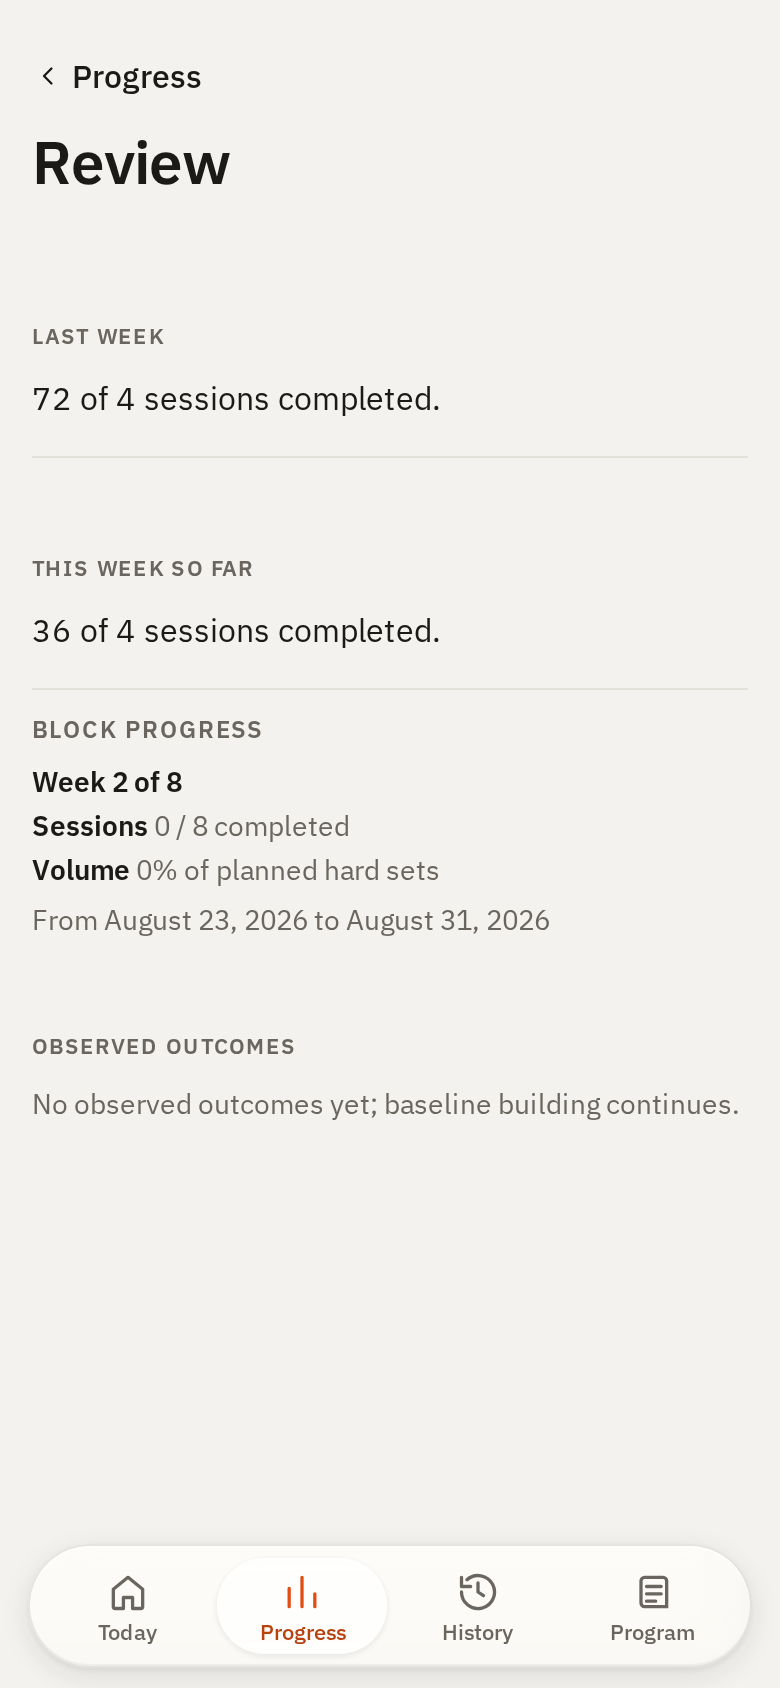 Progress
Review
LAST WEEK
72 of 4 sessions completed.
THIS WEEK SO FAR
36 of 4 sessions completed.
BLOCK PROGRESS
Week 2 of 8
Sessions 0 / 8 completed
Volume 0% of planned hard sets
From August 23, 2026 to August 31, 2026
OBSERVED OUTCOMES
No observed outcomes yet; baseline building continues.
Today
Progress
History
Program